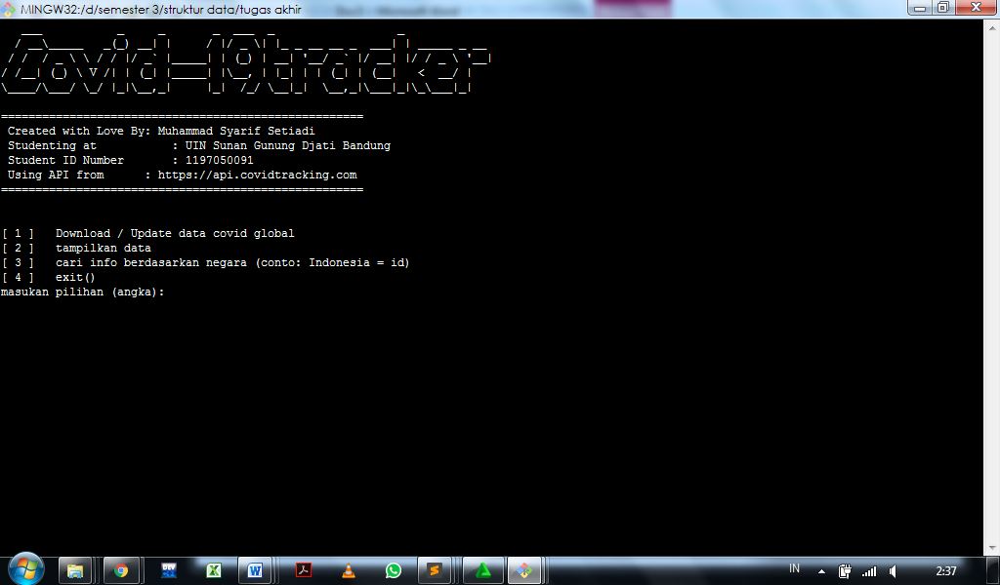 MINGW32:/d/semester 3/struktur data/tugas akhir
Covid-19tracker
=====================================================
Created with Love By: Muhammad Syarif Setiadi
Studenting at : UIN Sunan Gunung Djati Bandung
Student ID Number : 1197050091
Using API from : https://api.covidtracking.com
=====================================================
[ 1 ] Download / Update data covid global
[ 2 ] tampilkan data
[ 3 ] cari info berdasarkan negara (conto: Indonesia = id)
[ 4 ] exit()
masukan pilihan (angka):
IN
2:37